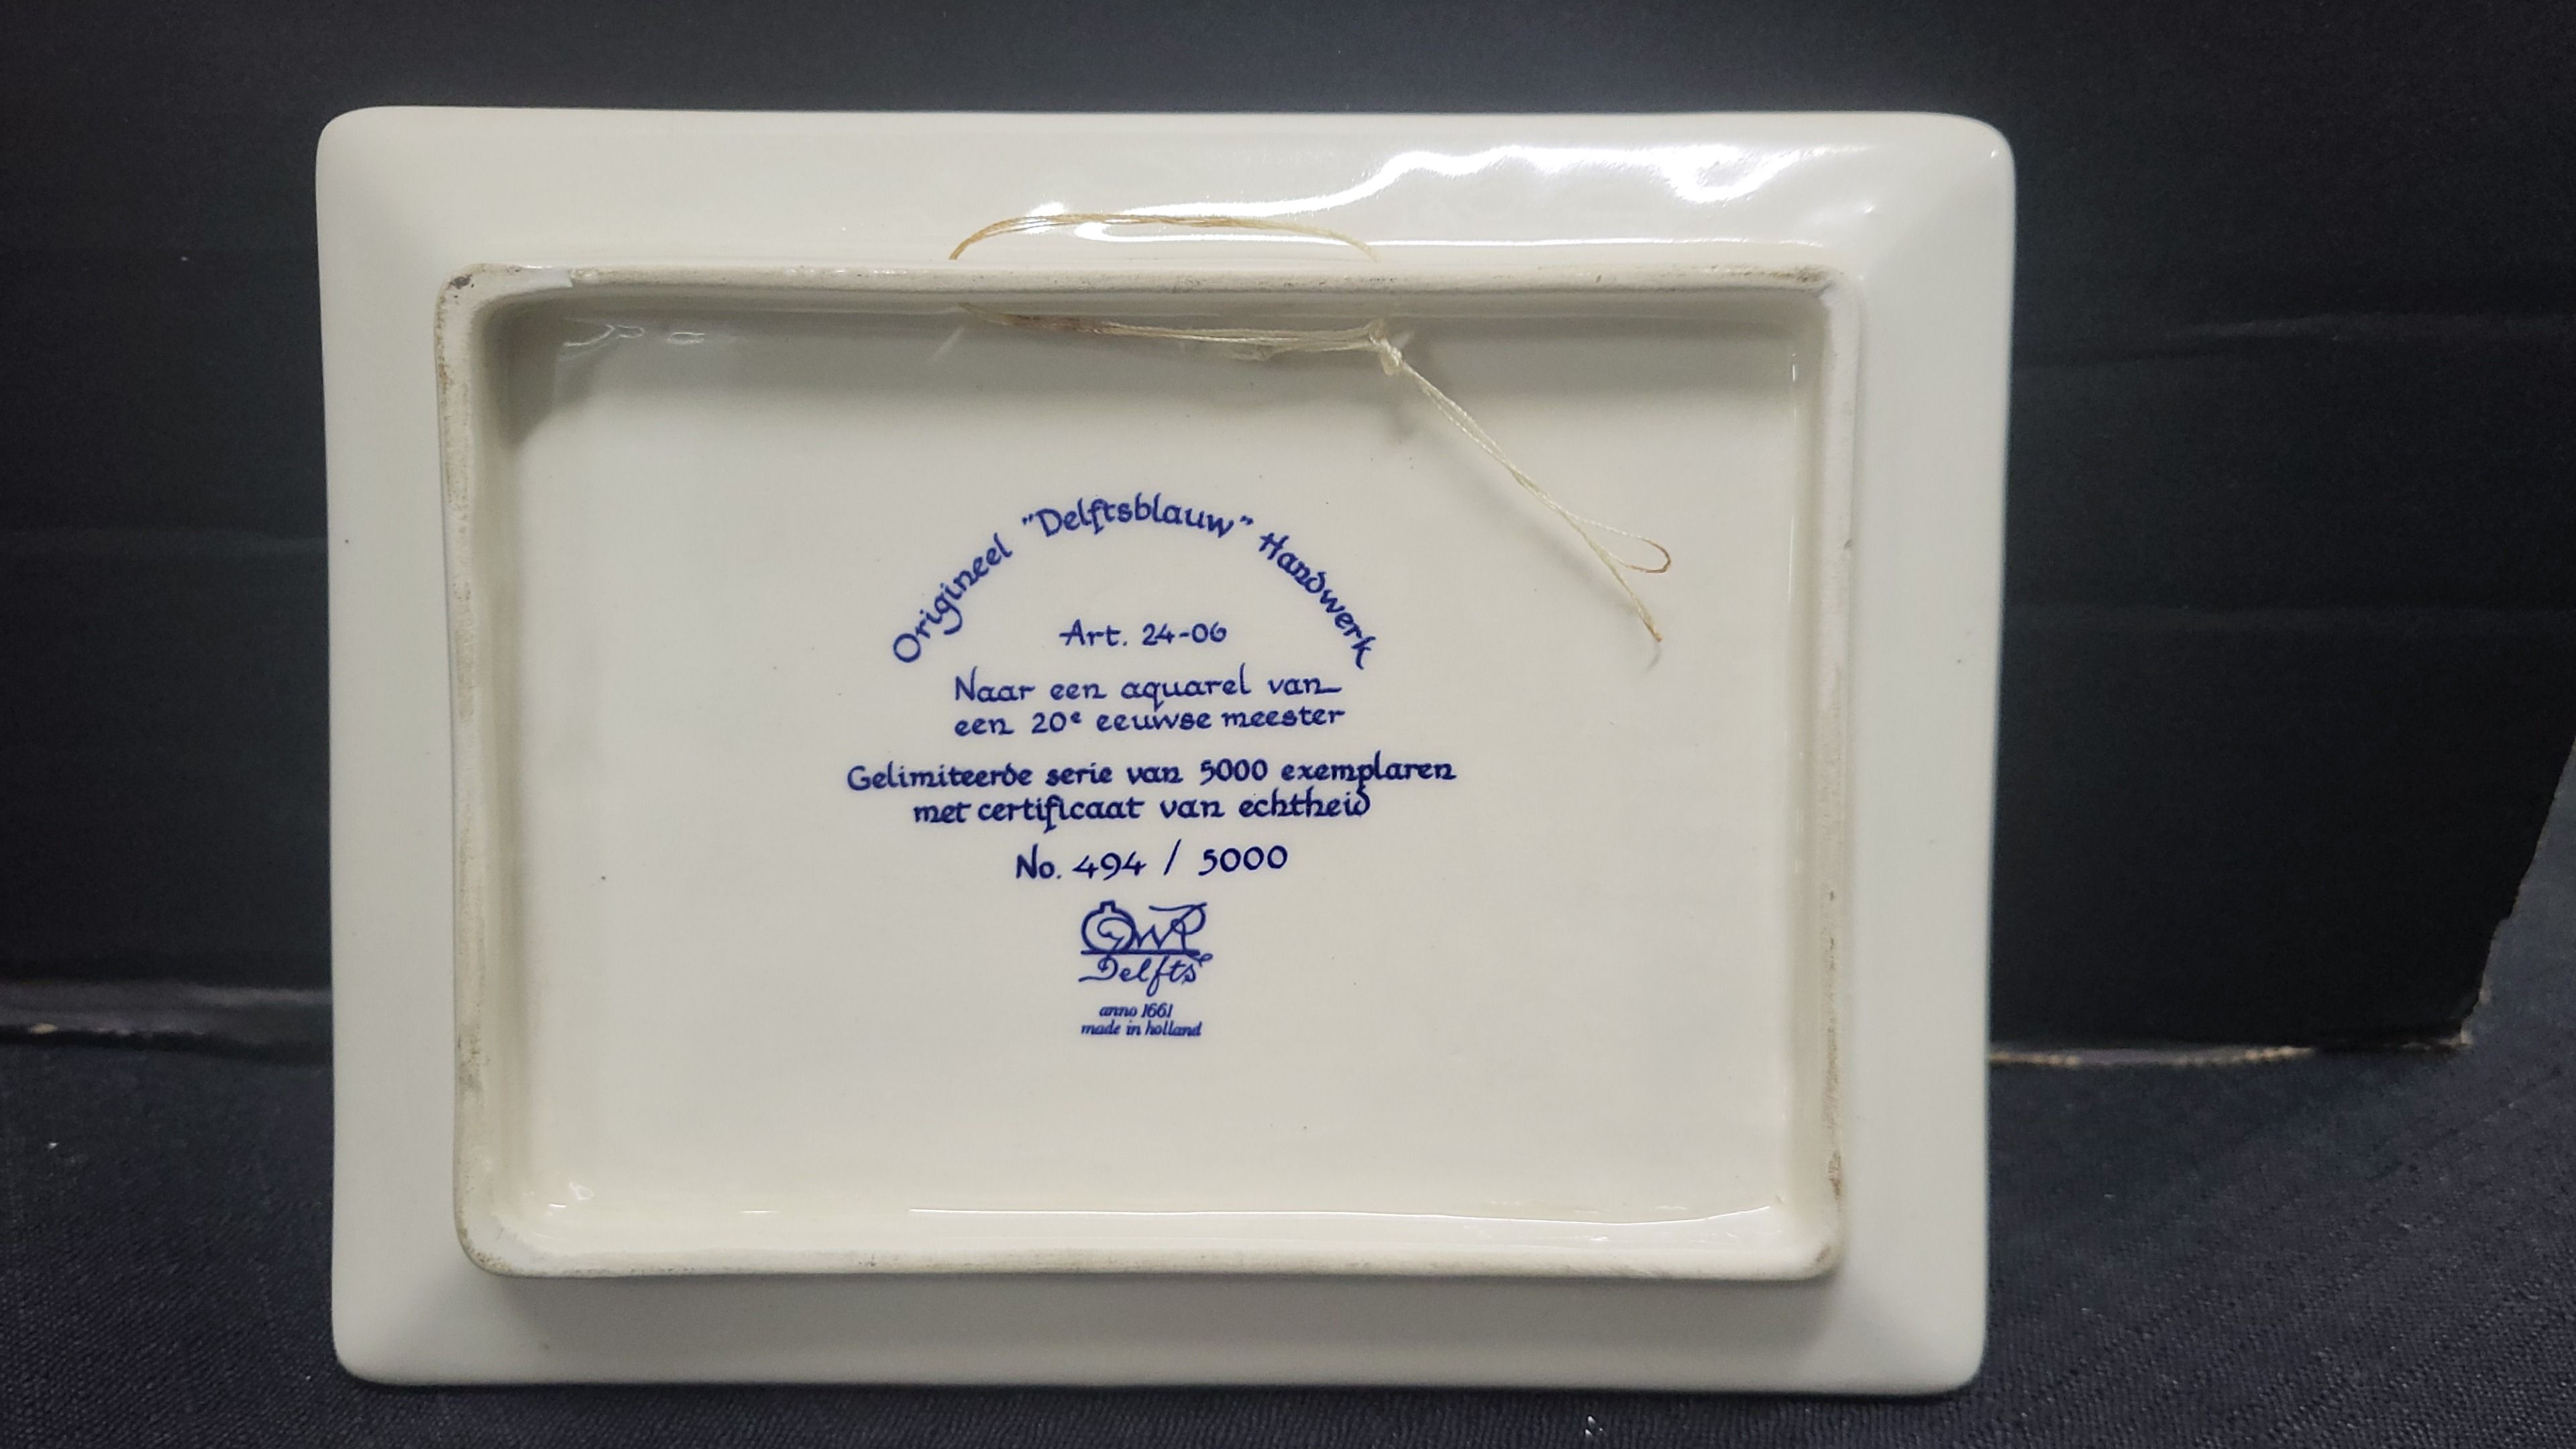 Origineel "Delftsblauw" Handwerk
Art. 24-06
Naar een aquarel van
een 20e eeuwse meester
Gelimiteerde serie van 5000 exemplaren
met certificaat van echtheid
No. 494 / 5000
Delfts
anno 1661
made in holland